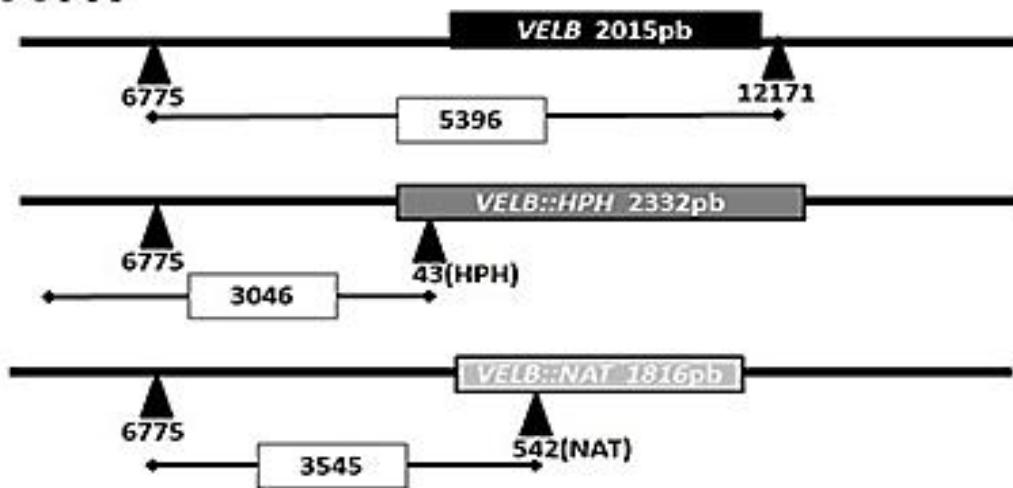 VELB 2015pb
6775
12171
5396
VELB::HPH 2332pb
6775
43(HPH)
3046
VELB::NAT 1816pb
6775
542(NAT)
3545